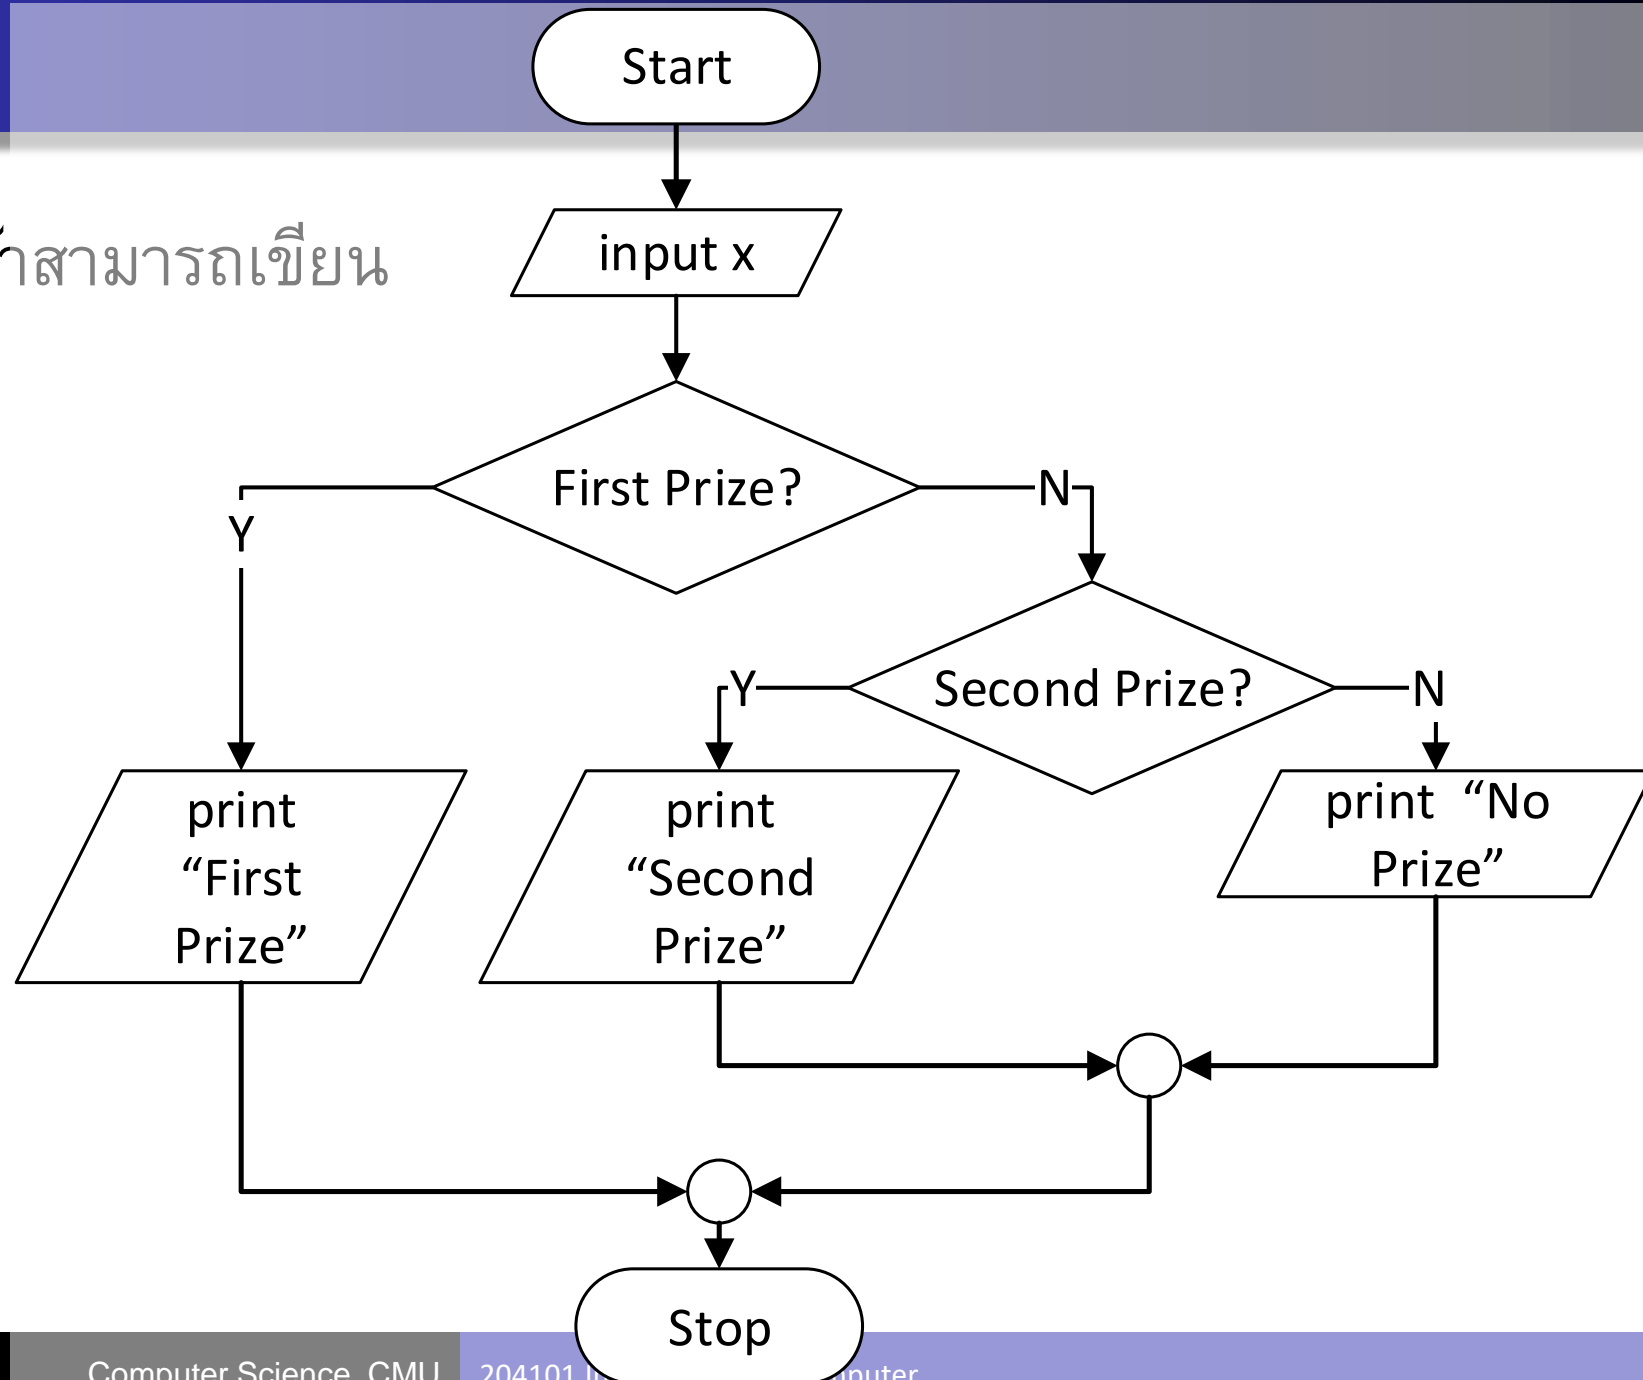 Start
สามารถเขียน
input x
First Prize?
N
Y
Second Prize?
Y
N
print
“First
Prize”
print
“Second
Prize”
print “No
Prize”
Stop
Computer Science, CMU
204101